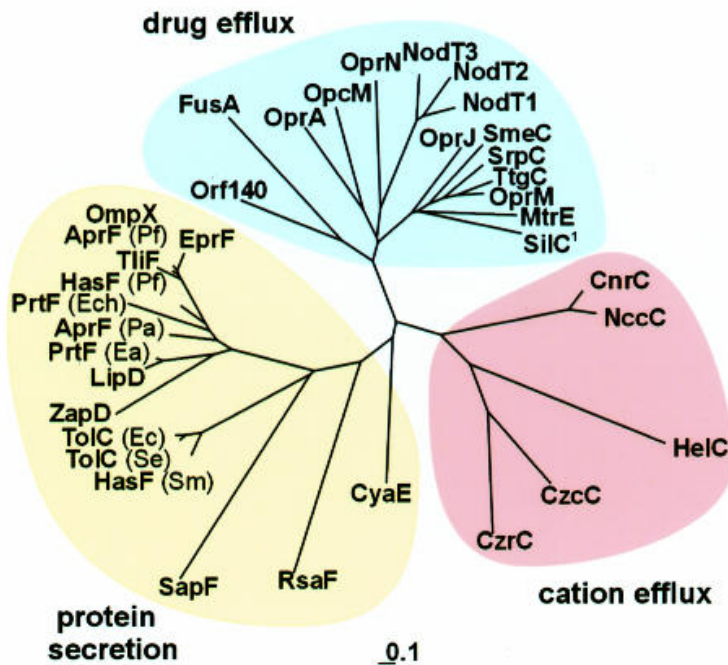 drug efflux
OprN
NodT3
NodT2
NodT1
OpcM
FusA
OprA
OprJ
SmeC
SrpC
TtgC
OprM
MtrE
SilC¹
Orf140
OmpX
AprF (Pf)
EprF
TliF
HasF (Pf)
PrtF (Ech)
AprF (Pa)
PrtF (Ea)
LipD
ZapD
TolC (Ec)
TolC (Se)
HasF (Sm)
SapF
RsaF
CyaE
protein
secretion
CnrC
NccC
HelC
CzcC
CzrC
cation efflux
0.1